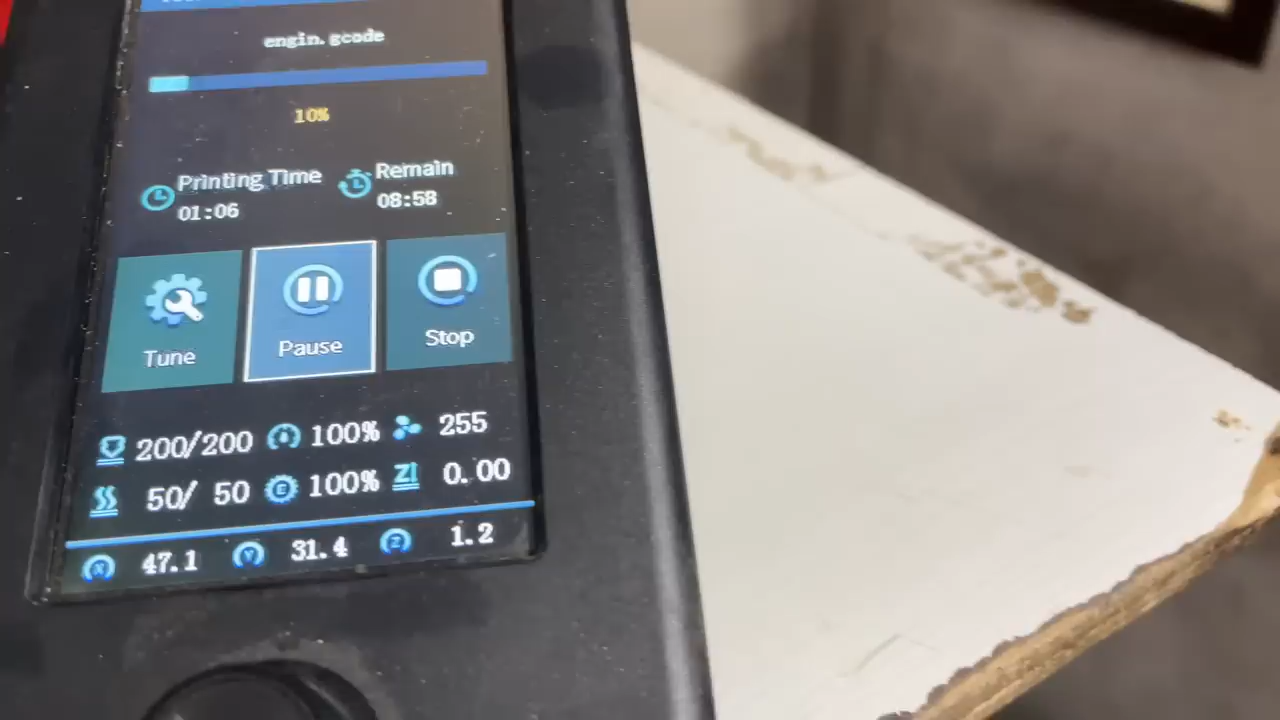 engin.gcode
10%
Printing Time Remain
01:06 08:58
Tune Pause Stop
200/200 100% 255
E 50/ 50 100% 0.00
X 47.1 Y 31.4 Z 1.2